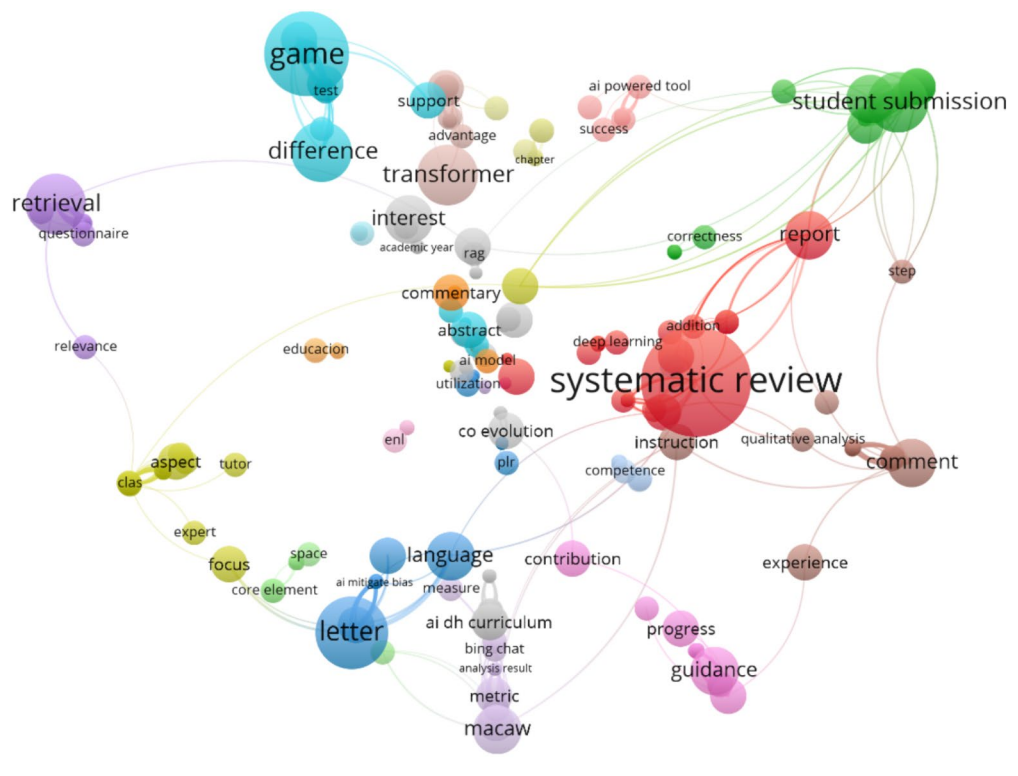 game
test
support
ai powered tool
student submission
success
advantage
difference
chapter
transformer
retrieval
questionnaire
interest
academic year
rag
correctness
report
step
commentary
abstract
addition
deep learning
relevance
educacion
ai model
utilization
systematic review
co evolution
enl
instruction
qualitative analysis
comment
aspect
tutor
clas
plr
competence
expert
focus
space
core element
language
ai mitigate bias
measure
contribution
experience
letter
ai dh curriculum
progress
bing chat
analysis result
guidance
metric
macaw